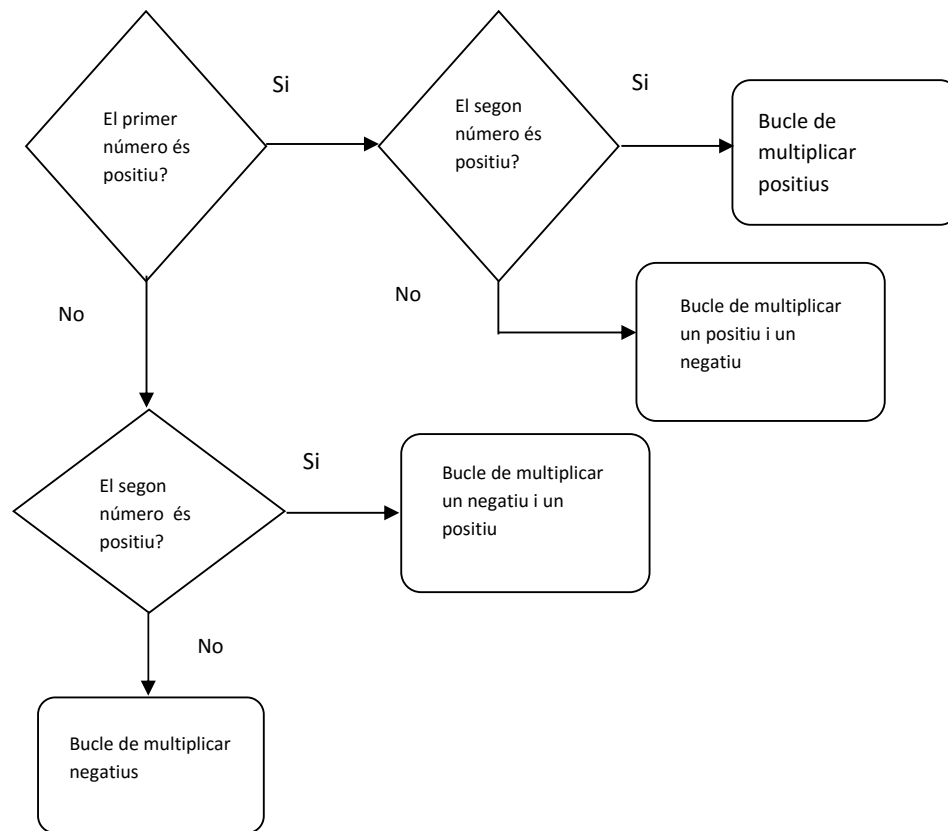 El primer
número és
positiu?
Si
El segon
número és
positiu?
Si
Bucle de
multiplicar
positius
No
Bucle de multiplicar
un positiu i un
negatiu
No
El segon
número és
positiu?
Si
Bucle de multiplicar
un negatiu i un
positiu
No
Bucle de multiplicar
negatius